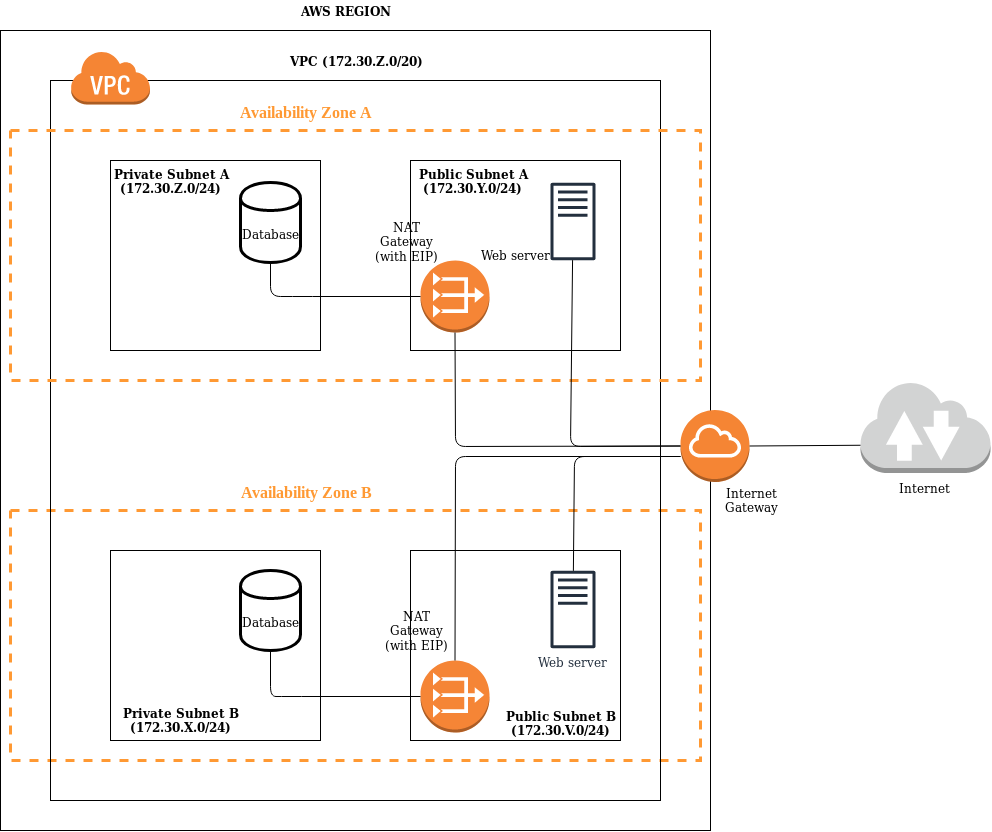 AWS REGION
VPC (172.30.Z.0/20)
VPC
Availability Zone A
Private Subnet A
(172.30.Z.0/24)
Database
Public Subnet A
(172.30.Y.0/24)
NAT
Gateway
(with EIP)
Web server
Internet
Gateway
Internet
Availability Zone B
Database
Private Subnet B
(172.30.X.0/24)
NAT
Gateway
(with EIP)
Web server
Public Subnet B
(172.30.V.0/24)